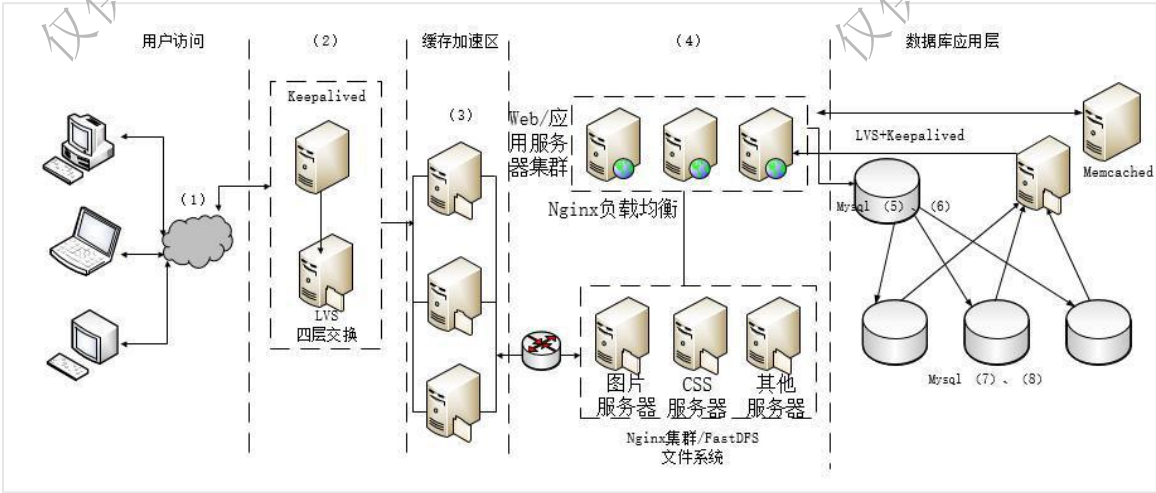 用户访问
（2）
缓存加速区
（4）
数据库应用层
Keepalived
（3）
Web/应
用服务
器集群
LVS+Keepalived
Memcached
（1）
Nginx负载均衡
Mysql （5）、（6）
LVS
四层交换
图片
服务器
CSS
服务器
其他
服务器
Mysql （7）、（8）
Nginx集群/FastDFS
文件系统
仅
仅